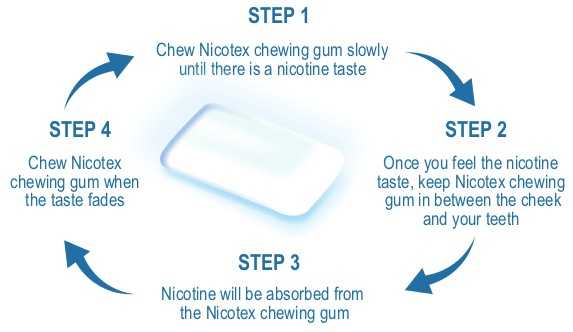 STEP 1
Chew Nicotex chewing gum slowly
until there is a nicotine taste
STEP 2
Once you feel the nicotine
taste, keep Nicotex chewing
gum in between the cheek
and your teeth
STEP 3
Nicotine will be absorbed from
the Nicotex chewing gum
STEP 4
Chew Nicotex
chewing gum when
the taste fades